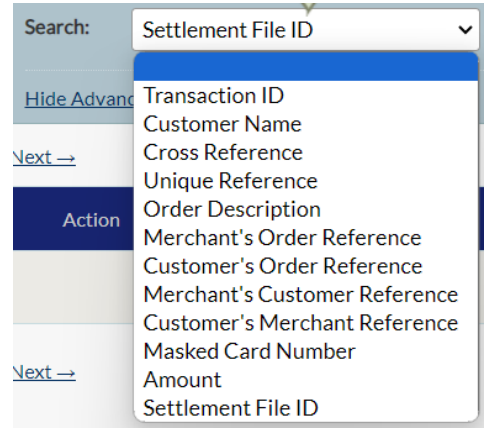 Search:
Settlement File ID
Hide Advanc
Transaction ID
Customer Name
Cross Reference
Next →
Unique Reference
Action
Order Description
Merchant's Order Reference
Customer's Order Reference
Merchant's Customer Reference
Customer's Merchant Reference
Masked Card Number
Next →
Amount
Settlement File ID